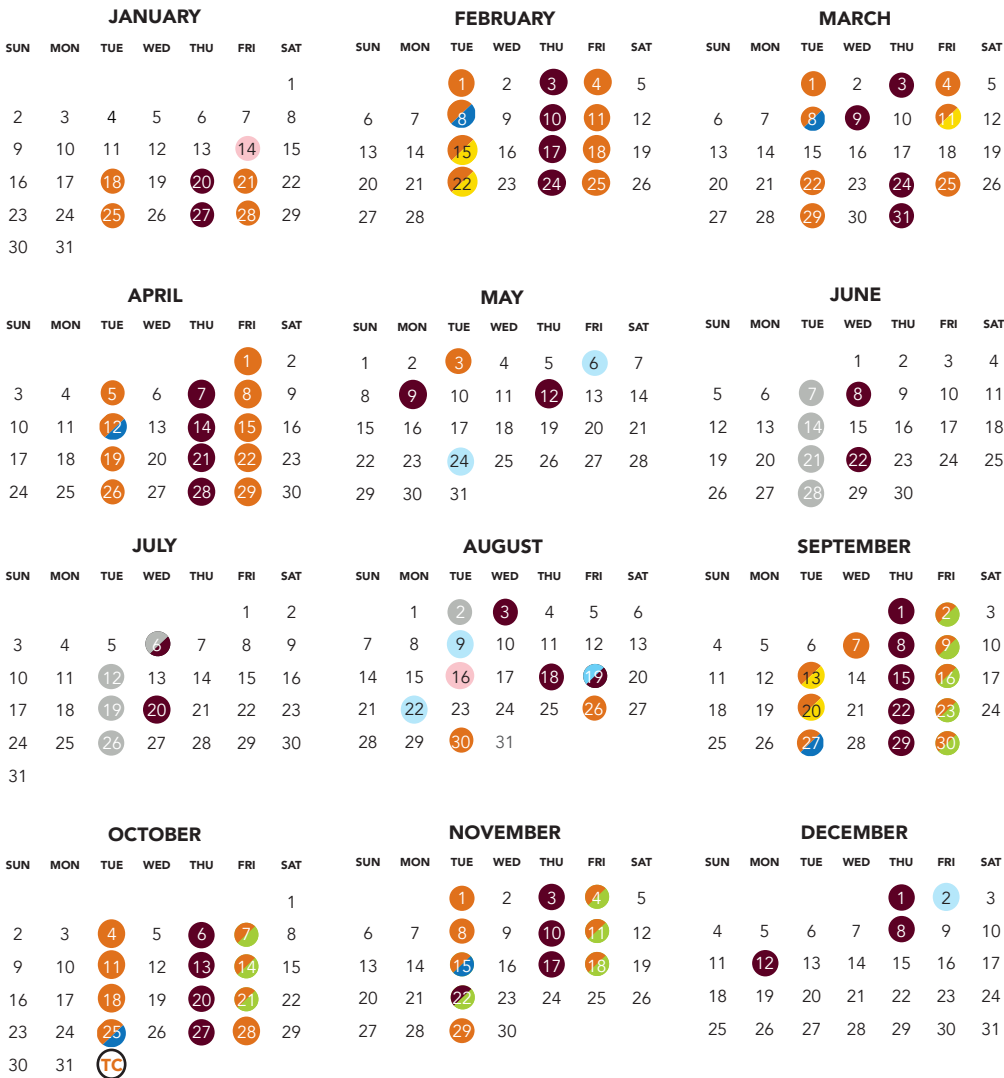 JANUARY FEBRUARY MARCH
SUN MON TUE WED THU FRI SAT SUN MON TUE WED THU FRI SAT SUN MON TUE WED THU FRI SAT
1 1 2 3 4 5 1 2 3 4 5
2 3 4 5 6 7 8 6 7 8 9 10 11 12 6 7 8 9 10 11 12
9 10 11 12 13 14 15 13 14 15 16 17 18 19 13 14 15 16 17 18 19
16 17 18 19 20 21 22 20 21 22 23 24 25 26 20 21 22 23 24 25 26
23 24 25 26 27 28 29 27 28 27 28 29 30 31
30 31
APRIL MAY JUNE
SUN MON TUE WED THU FRI SAT SUN MON TUE WED THU FRI SAT SUN MON TUE WED THU FRI SAT
1 2 1 2 3 4 5 6 7 1 2 3 4
3 4 5 6 7 8 9 8 9 10 11 12 13 14 5 6 7 8 9 10 11
10 11 12 13 14 15 16 15 16 17 18 19 20 21 12 13 14 15 16 17 18
17 18 19 20 21 22 23 22 23 24 25 26 27 28 19 20 21 22 23 24 25
24 25 26 27 28 29 30 29 30 31 26 27 28 29 30
JULY AUGUST SEPTEMBER
SUN MON TUE WED THU FRI SAT SUN MON TUE WED THU FRI SAT SUN MON TUE WED THU FRI SAT
1 2 1 2 3 4 5 6 1 2 3
3 4 5 6 7 8 9 7 8 9 10 11 12 13 4 5 6 7 8 9 10
10 11 12 13 14 15 16 14 15 16 17 18 19 20 11 12 13 14 15 16 17
17 18 19 20 21 22 23 21 22 23 24 25 26 27 18 19 20 21 22 23 24
24 25 26 27 28 29 30 28 29 30 31 25 26 27 28 29 30
31
OCTOBER NOVEMBER DECEMBER
SUN MON TUE WED THU FRI SAT SUN MON TUE WED THU FRI SAT SUN MON TUE WED THU FRI SAT
1 1 2 3 4 5 1 2 3
2 3 4 5 6 7 8 6 7 8 9 10 11 12 4 5 6 7 8 9 10
9 10 11 12 13 14 15 13 14 15 16 17 18 19 11 12 13 14 15 16 17
16 17 18 19 20 21 22 20 21 22 23 24 25 26 18 19 20 21 22 23 24
23 24 25 26 27 28 29 27 28 29 30 25 26 27 28 29 30 31
30 31 TC